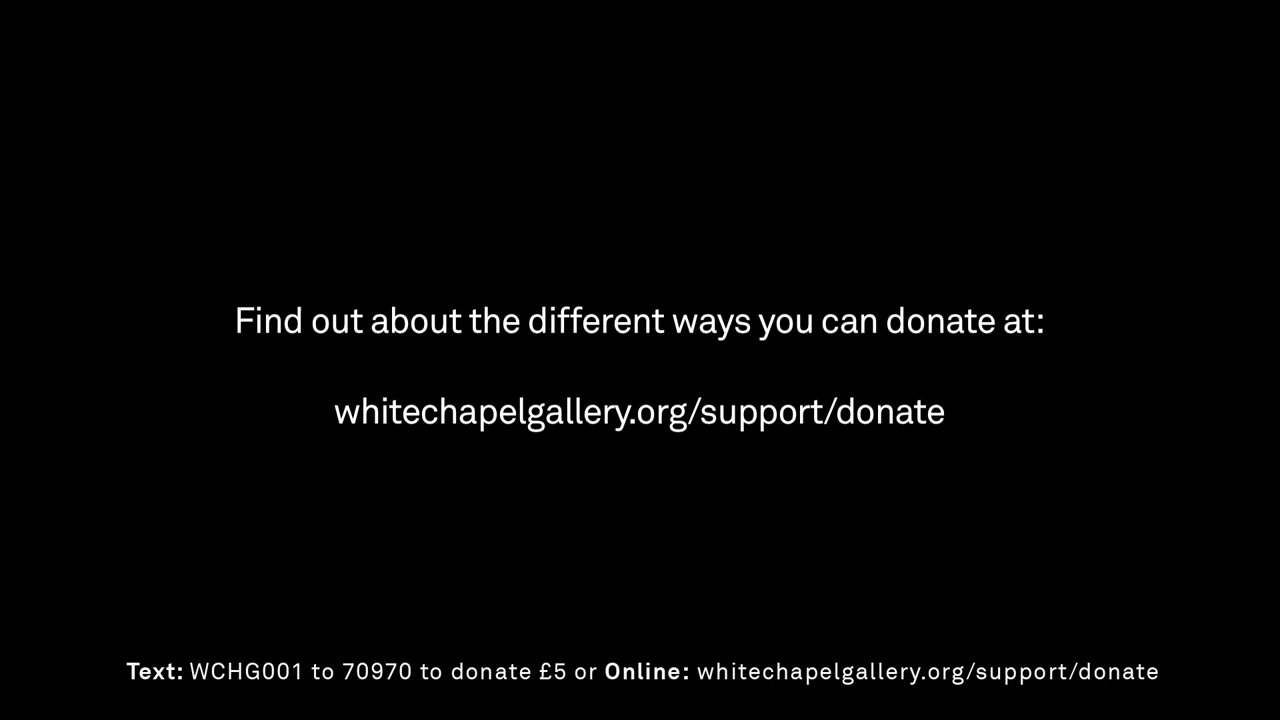 Find out about the different ways you can donate at:
whitechapelgallery.org/support/donate
Text: WCHG001 to 70970 to donate £5 or Online: whitechapelgallery.org/support/donate